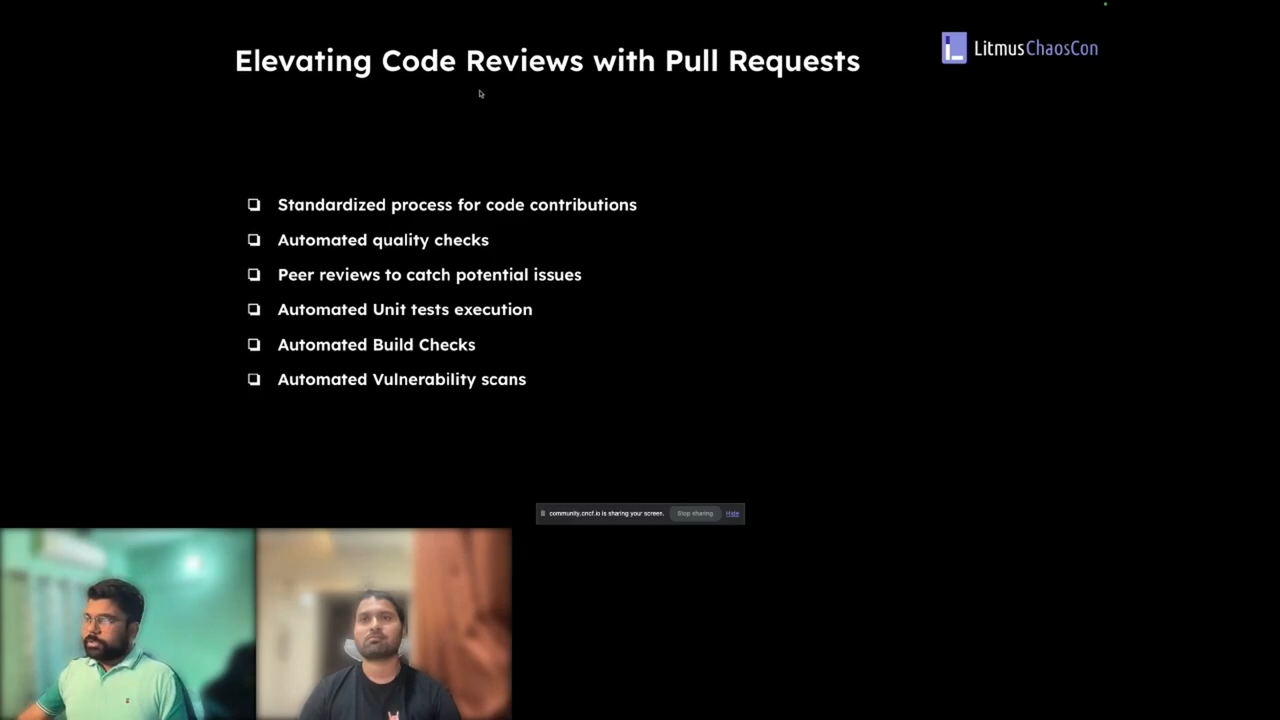 Elevating Code Reviews with Pull Requests
LitmusChaosCon
Standardized process for code contributions
Automated quality checks
Peer reviews to catch potential issues
Automated Unit tests execution
Automated Build Checks
Automated Vulnerability scans
community.cncf.io is sharing your screen. Stop sharing Hide